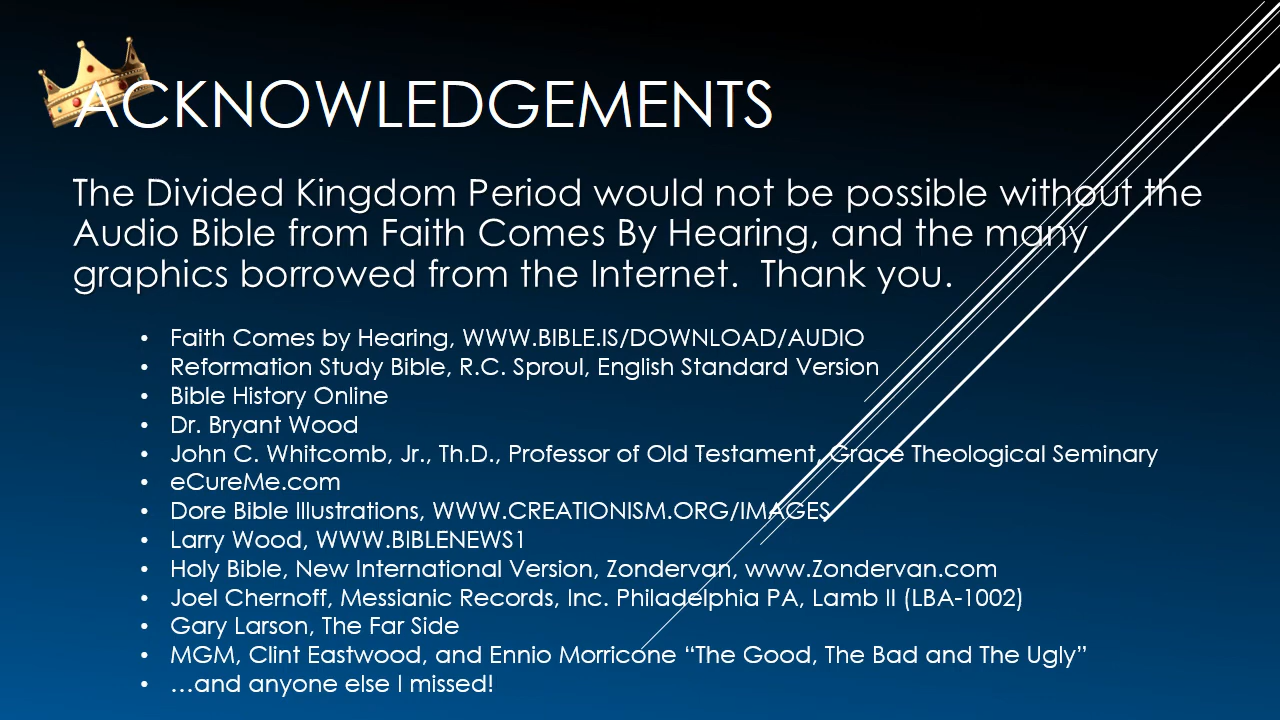 ACKNOWLEDGEMENTS
The Divided Kingdom Period would not be possible without the
Audio Bible from Faith Comes By Hearing, and the many
graphics borrowed from the Internet.  Thank you.
• Faith Comes by Hearing, WWW.BIBLE.IS/DOWNLOAD/AUDIO
• Reformation Study Bible, R.C. Sproul, English Standard Version
• Bible History Online
• Dr. Bryant Wood
• John C. Whitcomb, Jr., Th.D., Professor of Old Testament, Grace Theological Seminary
• eCureMe.com
• Dore Bible Illustrations, WWW.CREATIONISM.ORG/IMAGES
• Larry Wood, WWW.BIBLENEWS1
• Holy Bible, New International Version, Zondervan, www.Zondervan.com
• Joel Chernoff, Messianic Records, Inc. Philadelphia PA, Lamb II (LBA-1002)
• Gary Larson, The Far Side
• MGM, Clint Eastwood, and Ennio Morricone “The Good, The Bad and The Ugly”
• …and anyone else I missed!